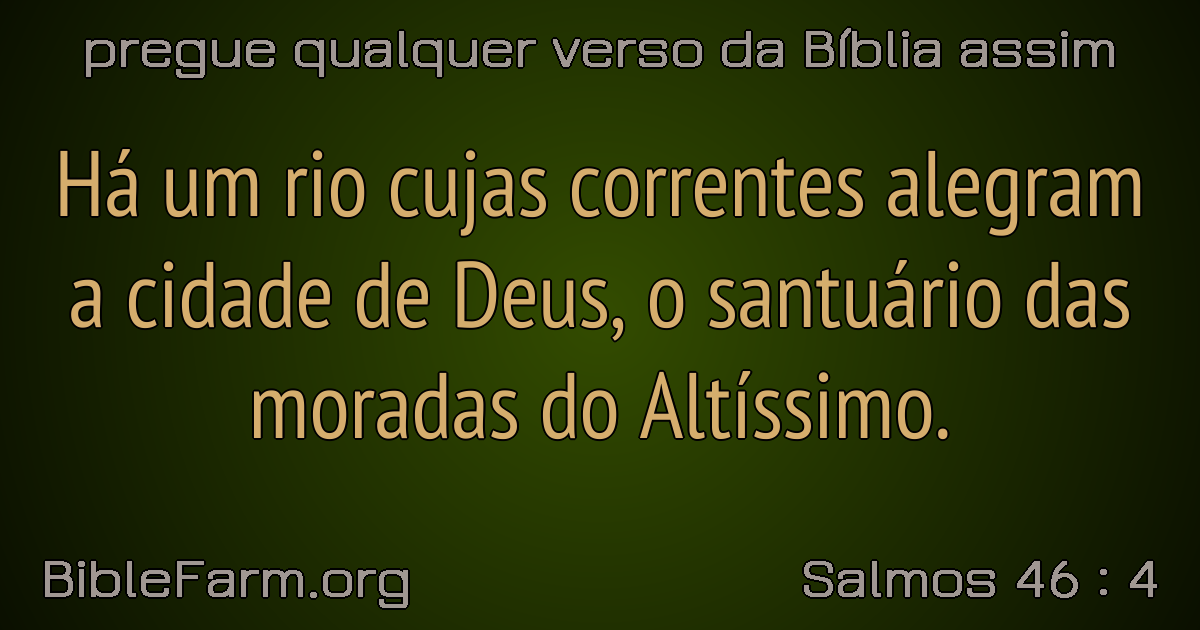 pregue qualquer verso da Bíblia assim
Há um rio cujas correntes alegram
a cidade de Deus, o santuário das
moradas do Altíssimo.
BibleFarm.org
Salmos 46 : 4